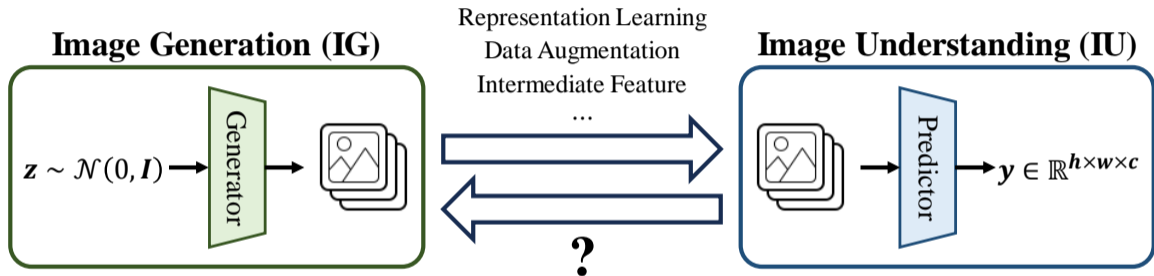 Representation Learning
Data Augmentation
Intermediate Feature
...
Image Generation (IG)
z ~ 𝒩(0, I)
Generator
?
Image Understanding (IU)
Predictor
y ∈ ℝ^{h×w×c}